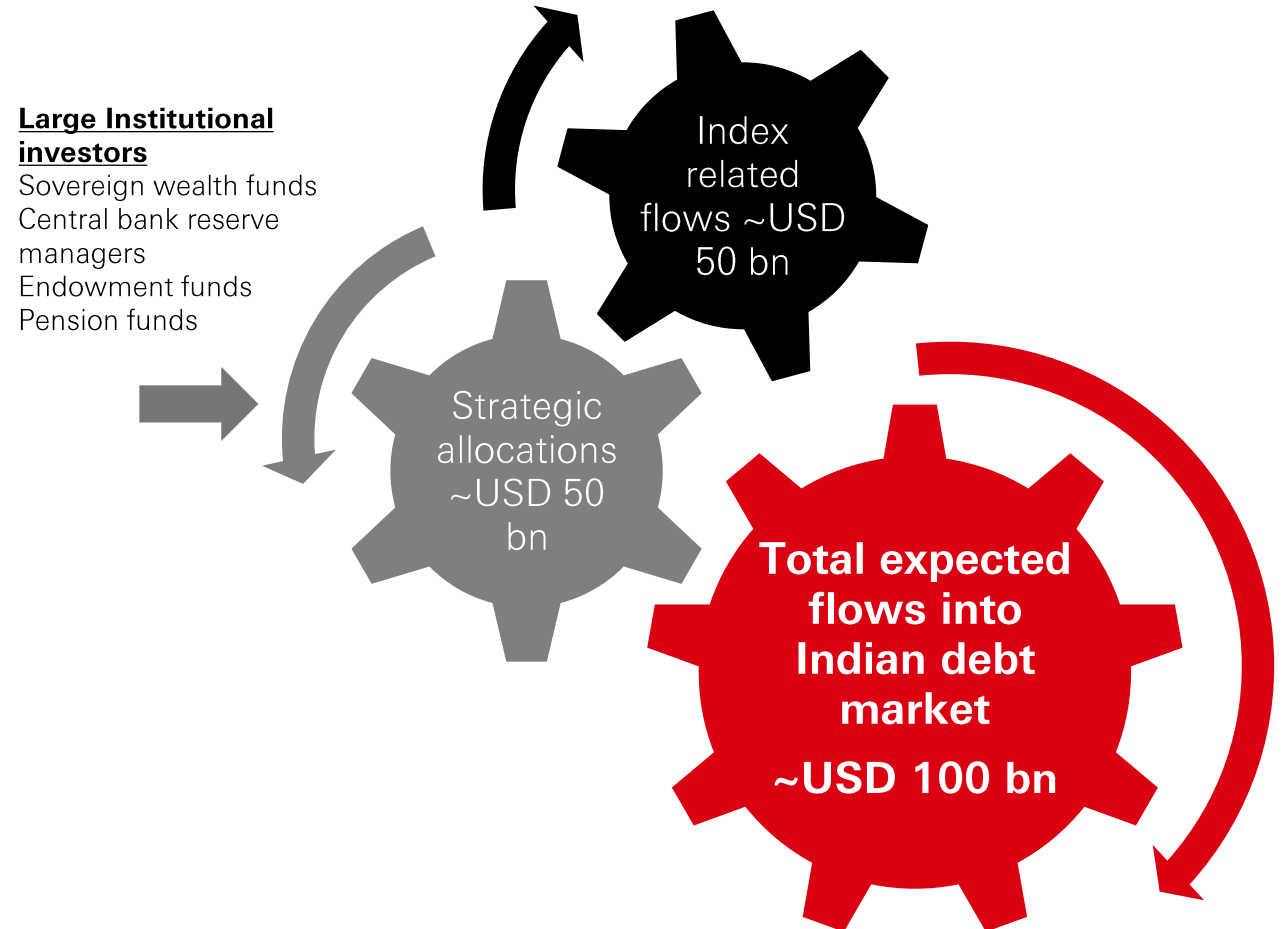 Large Institutional
investors
Sovereign wealth funds
Central bank reserve
managers
Endowment funds
Pension funds
Index
related
flows ~USD
50 bn
Strategic
allocations
~USD 50
bn
Total expected
flows into
Indian debt
market
~USD 100 bn